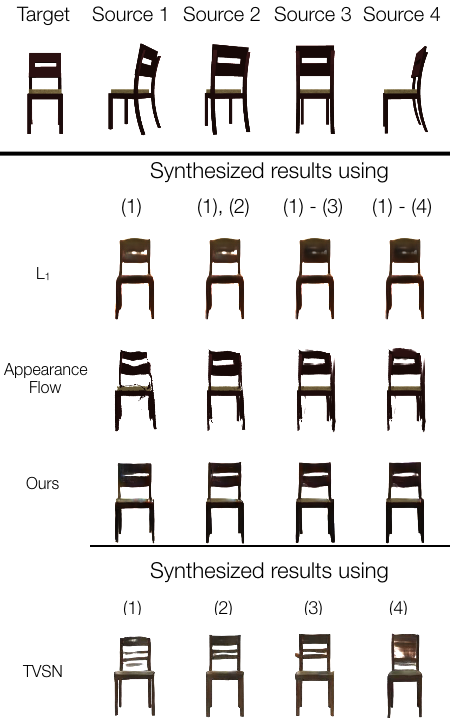 Target Source 1 Source 2 Source 3 Source 4
Synthesized results using
(1) (1), (2) (1) - (3) (1) - (4)
L₁
Appearance
Flow
Ours
Synthesized results using
(1) (2) (3) (4)
TVSN